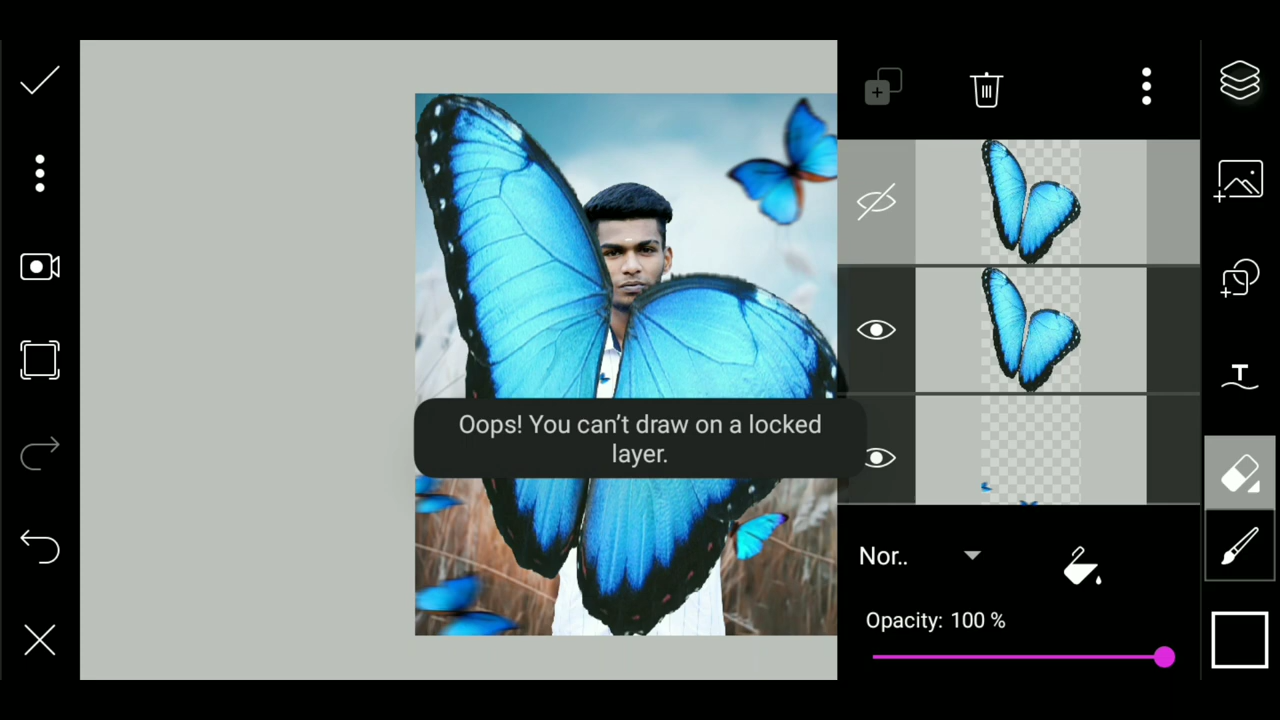 Oops! You can’t draw on a locked
layer.
T
Nor..
Opacity: 100 %